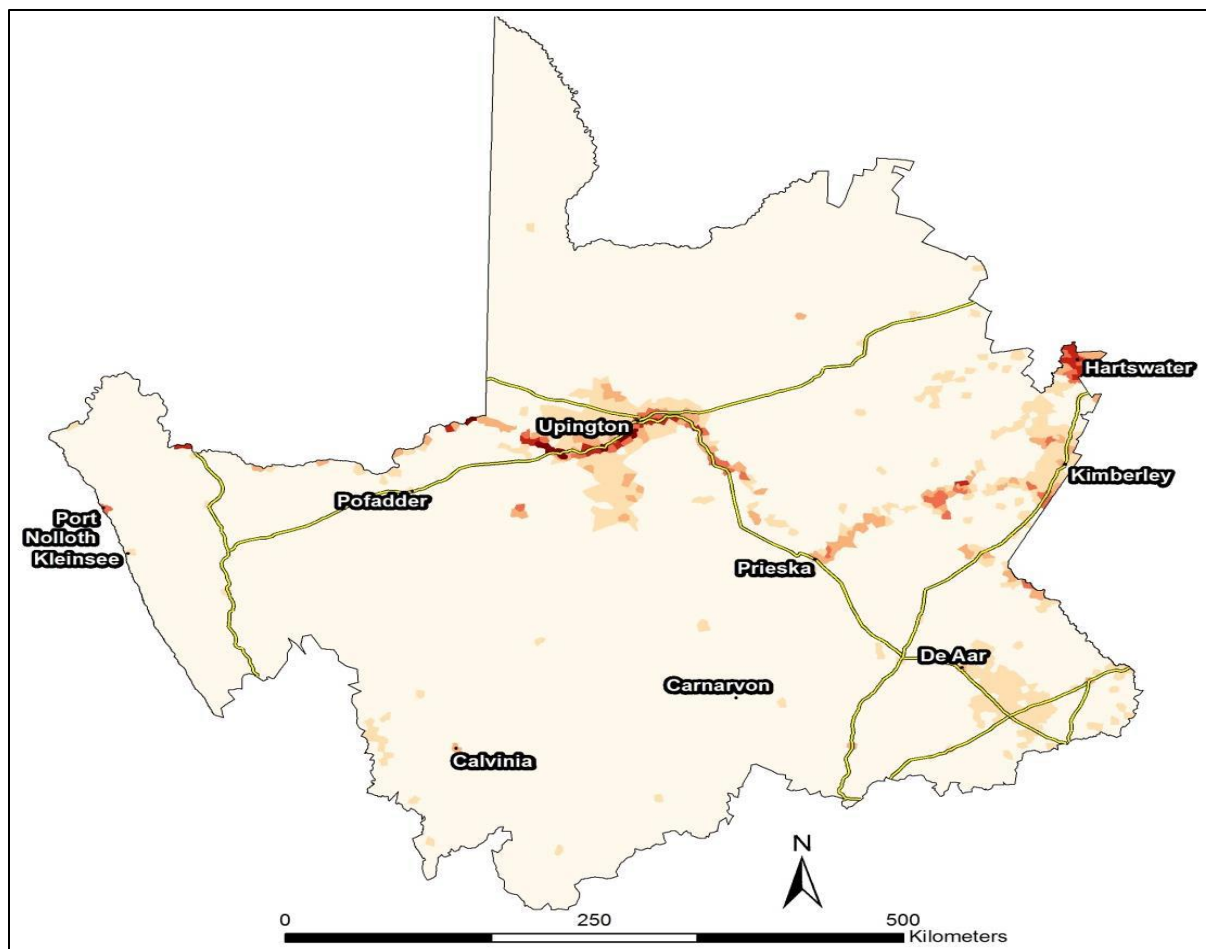 Hartswater
Upington
Kimberley
Pofadder
Port
Nolloth
Kleinsee
Prieska
De Aar
Carnarvon
Calvinia
N
0 250 500
Kilometers